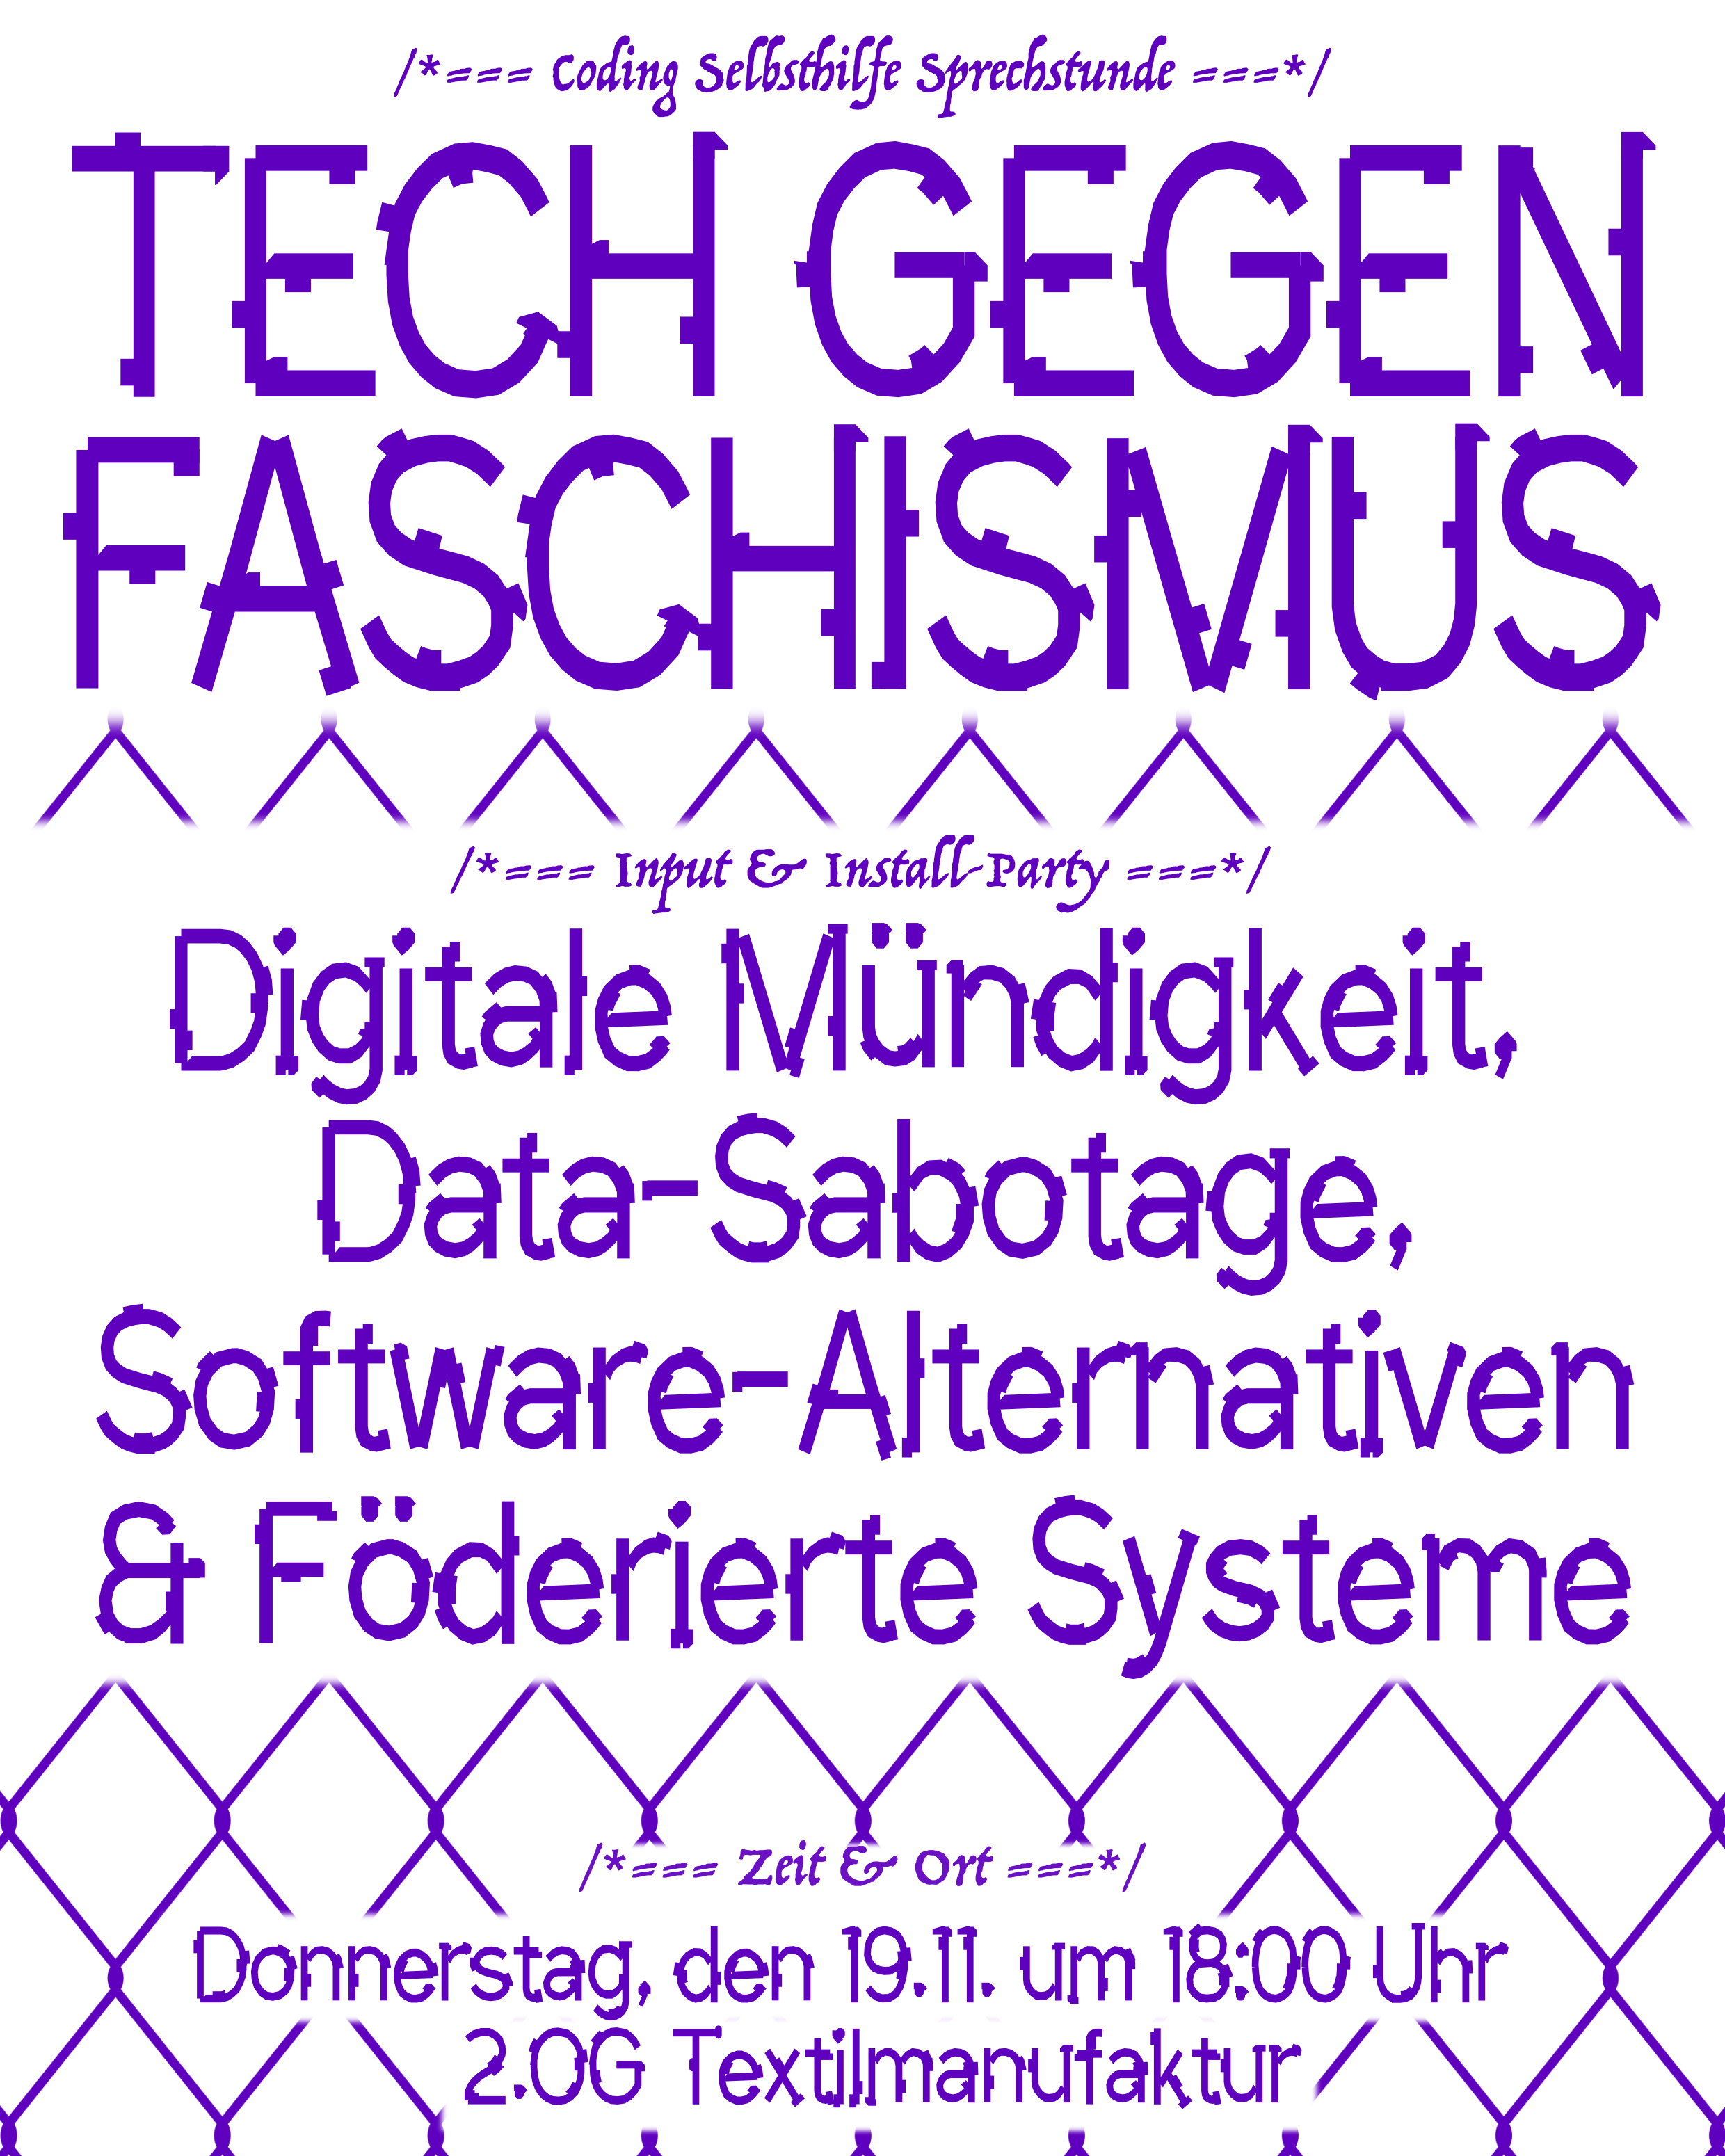 /*=== Coding Selbsthilfe Sprechstunde ===*/
TECH GEGEN
FASCHISMUS
/*=== Input & Install-Party ===*/
Digitale Mündigkeit,
Data-Sabotage,
Software-Alternativen
& Föderierte Systeme
/*=== Zeit & Ort ===*/
Donnerstag, den 19.11. um 18:00 Uhr
2.OG Textilmanufaktur